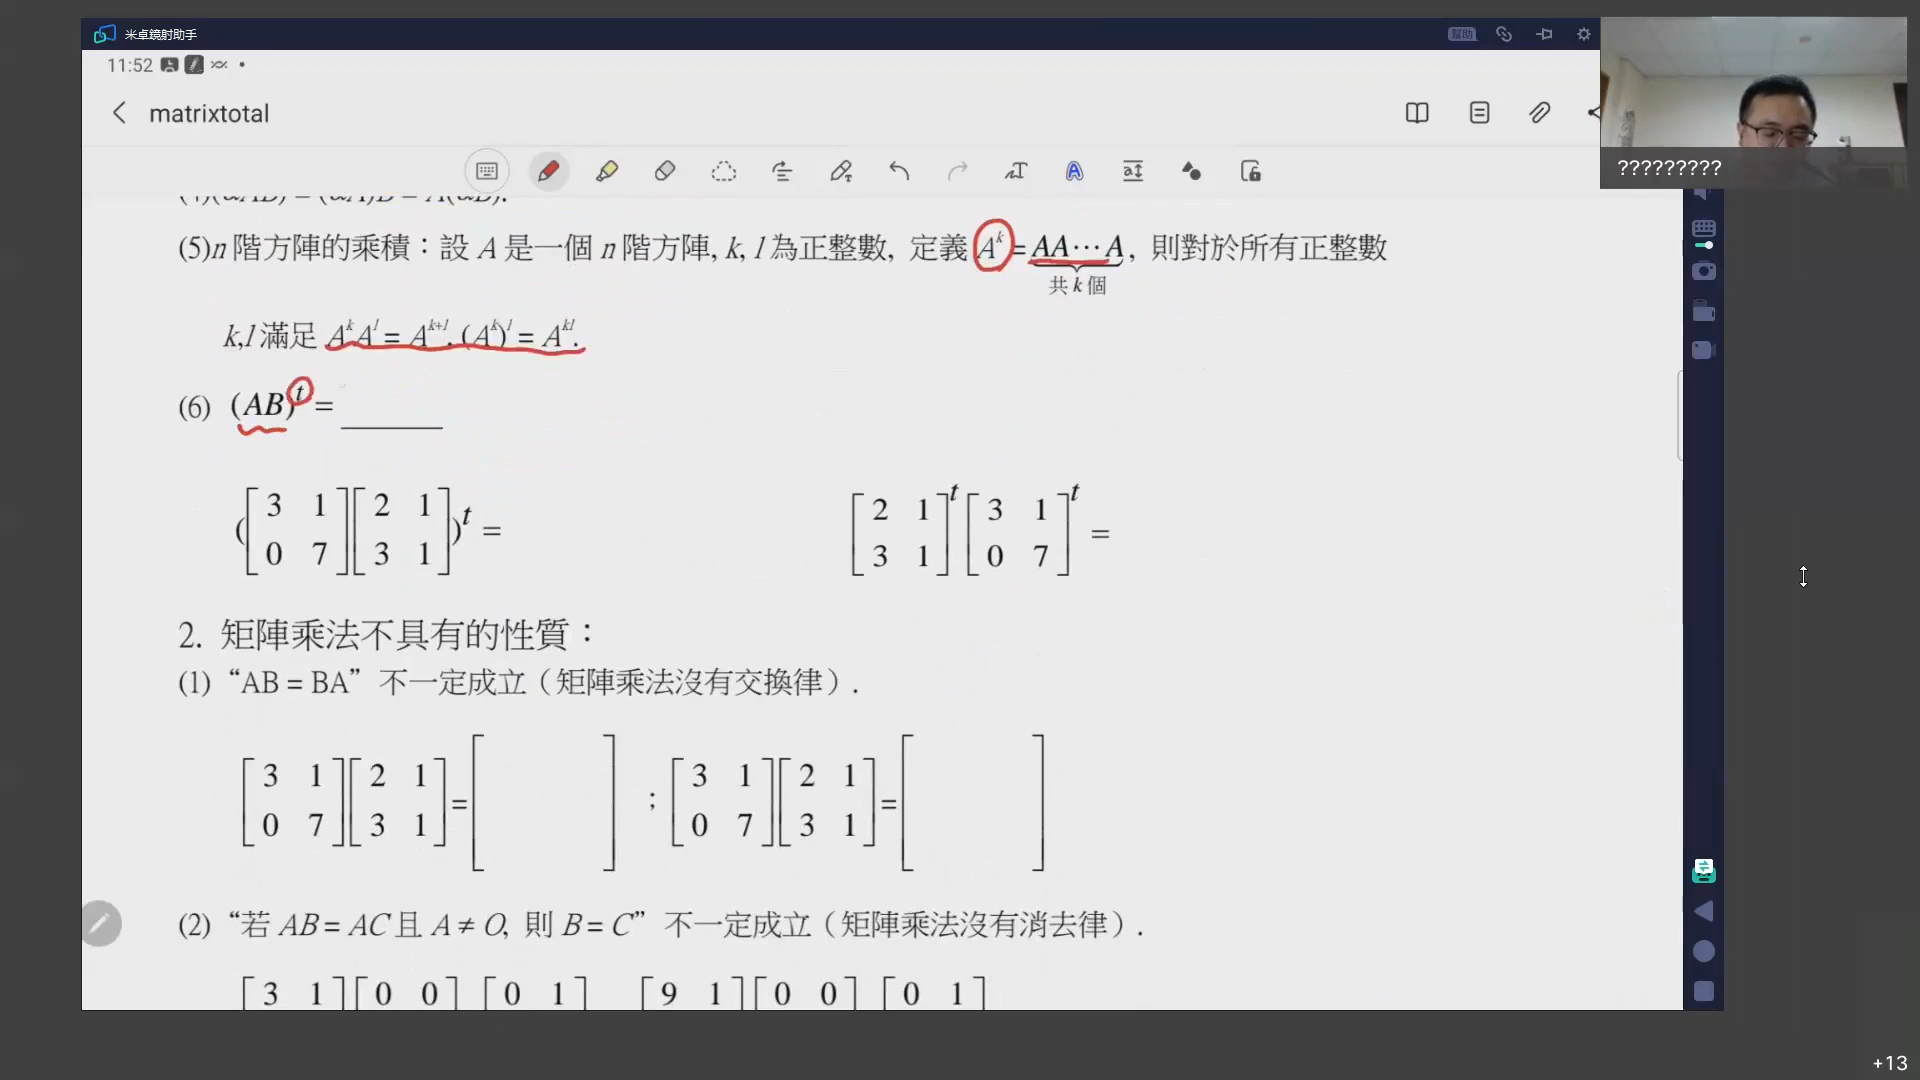 米卓鏡射助手
幫助
11:52
matrixtotal
?????????
(4)(αAB) = (αA)B = A(αB).
(5)n 階方陣的乘積：設 A 是一個 n 階方陣, k, l 為正整數, 定義 A^k = AA⋯A, 則對於所有正整數
共 k 個
k,l 滿足 A^k A^l = A^{k+l}, (A^k)^l = A^{kl}.
(6) (AB)^t = ________
([3 1; 0 7][2 1; 3 1])^t =    [2 1; 3 1]^t [3 1; 0 7]^t =
2. 矩陣乘法不具有的性質：
(1) “AB = BA” 不一定成立（矩陣乘法沒有交換律）.
[3 1; 0 7][2 1; 3 1] = [ ] ; [3 1; 0 7][2 1; 3 1] = [ ]
(2) “若 AB = AC 且 A ≠ O, 則 B = C” 不一定成立（矩陣乘法沒有消去律）.
[3 1] [0 0] [0 1] [9 1] [0 0] [0 1]
+13